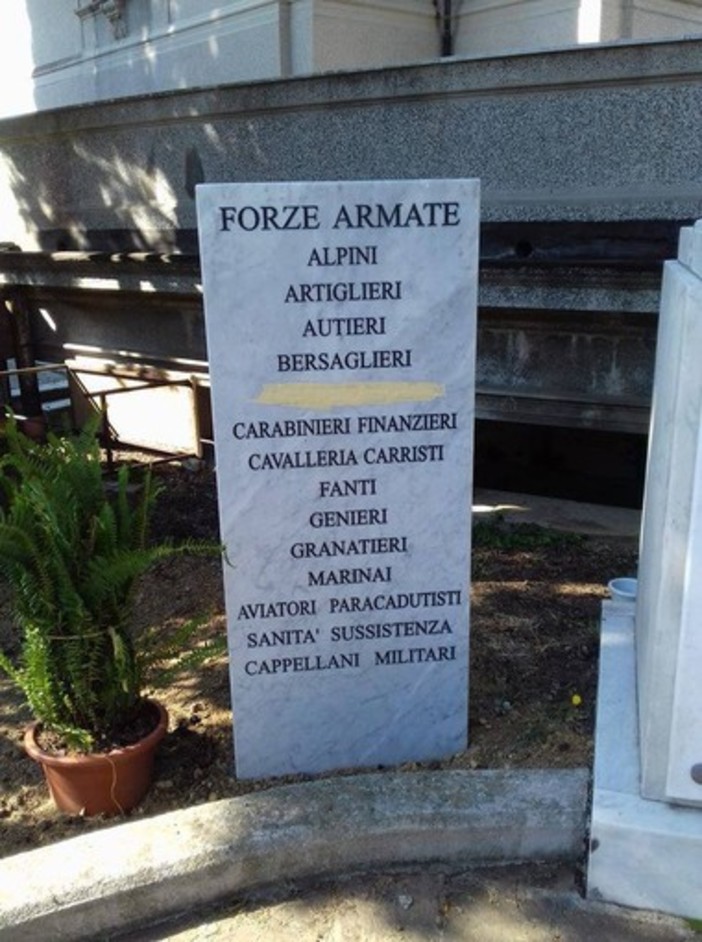 FORZE ARMATE
ALPINI
ARTIGLIERI
AUTIERI
BERSAGLIERI
CARABINIERI FINANZIERI
CAVALLERIA CARRISTI
FANTI
GENIERI
GRANATIERI
MARINAI
AVIATORI PARACADUTISTI
SANITA' SUSSISTENZA
CAPPELLANI MILITARI